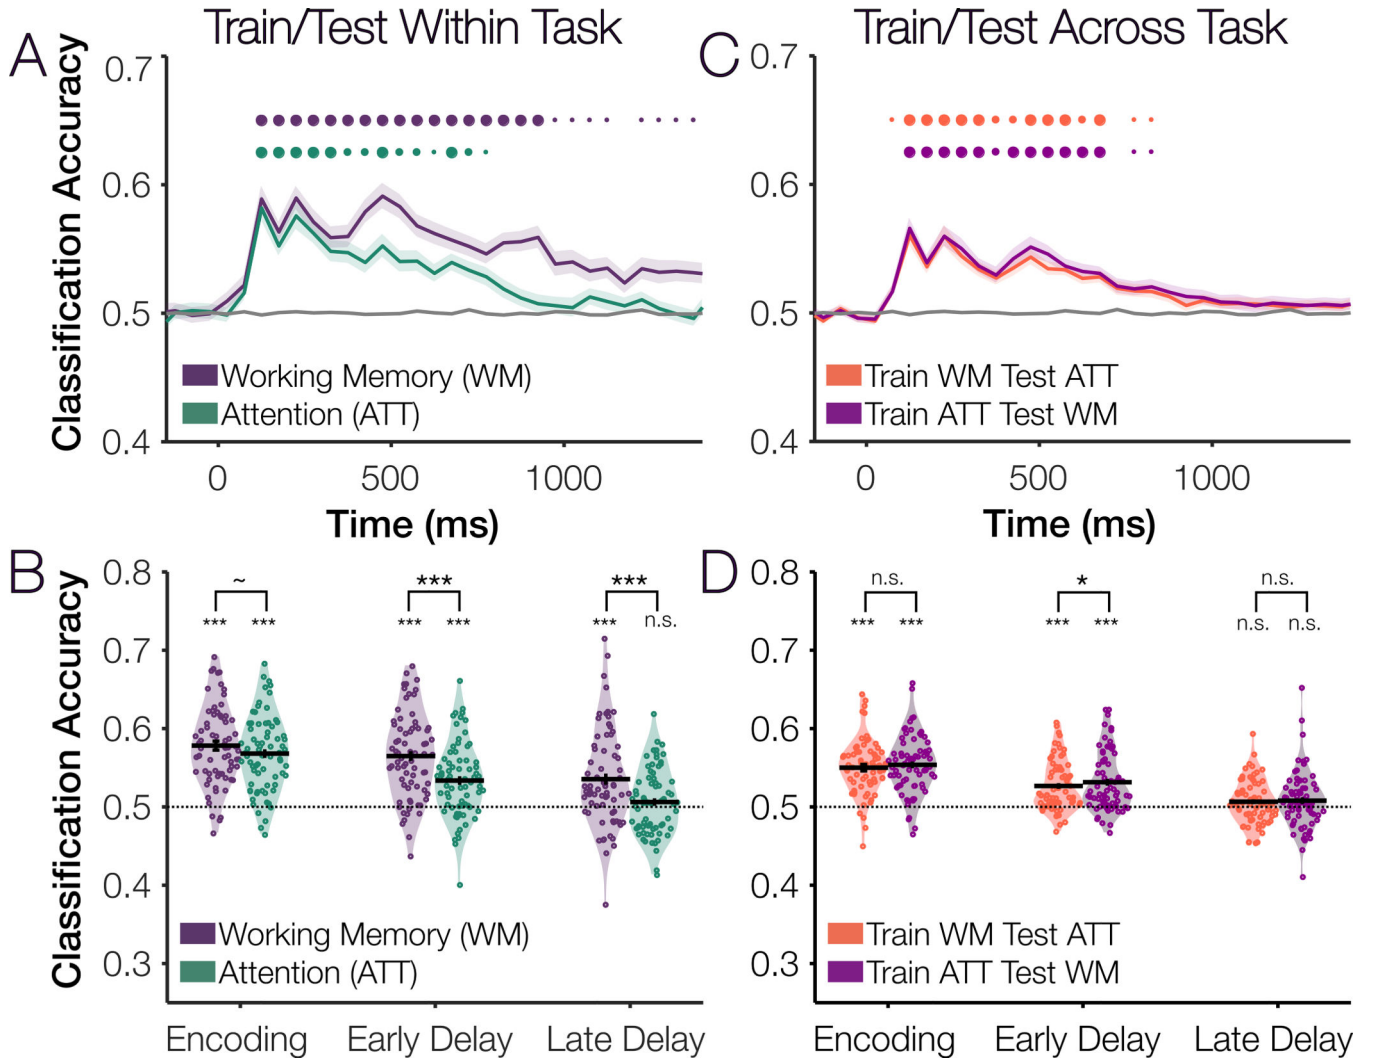 A
Train/Test Within Task
Classification Accuracy
0.7
0.6
0.5
0.4
Working Memory (WM)
Attention (ATT)
0
500
1000
Time (ms)
C
Train/Test Across Task
0.7
0.6
0.5
0.4
Train WM Test ATT
Train ATT Test WM
0
500
1000
Time (ms)
B
Classification Accuracy
0.8
0.7
0.6
0.5
0.4
0.3
~
***
***
*** ***
*** ***
*** n.s.
Working Memory (WM)
Attention (ATT)
Encoding
Early Delay
Late Delay
D
0.8
0.7
0.6
0.5
0.4
0.3
n.s.
*
n.s.
*** ***
*** ***
n.s. n.s.
Train WM Test ATT
Train ATT Test WM
Encoding
Early Delay
Late Delay